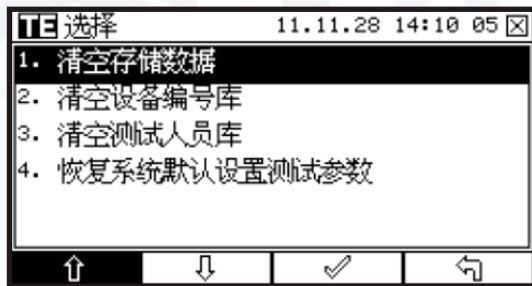 TE 选择 11.11.28 14:10 05
1. 清空存储数据
2. 清空设备编号库
3. 清空测试人员库
4. 恢复系统默认设置测试参数